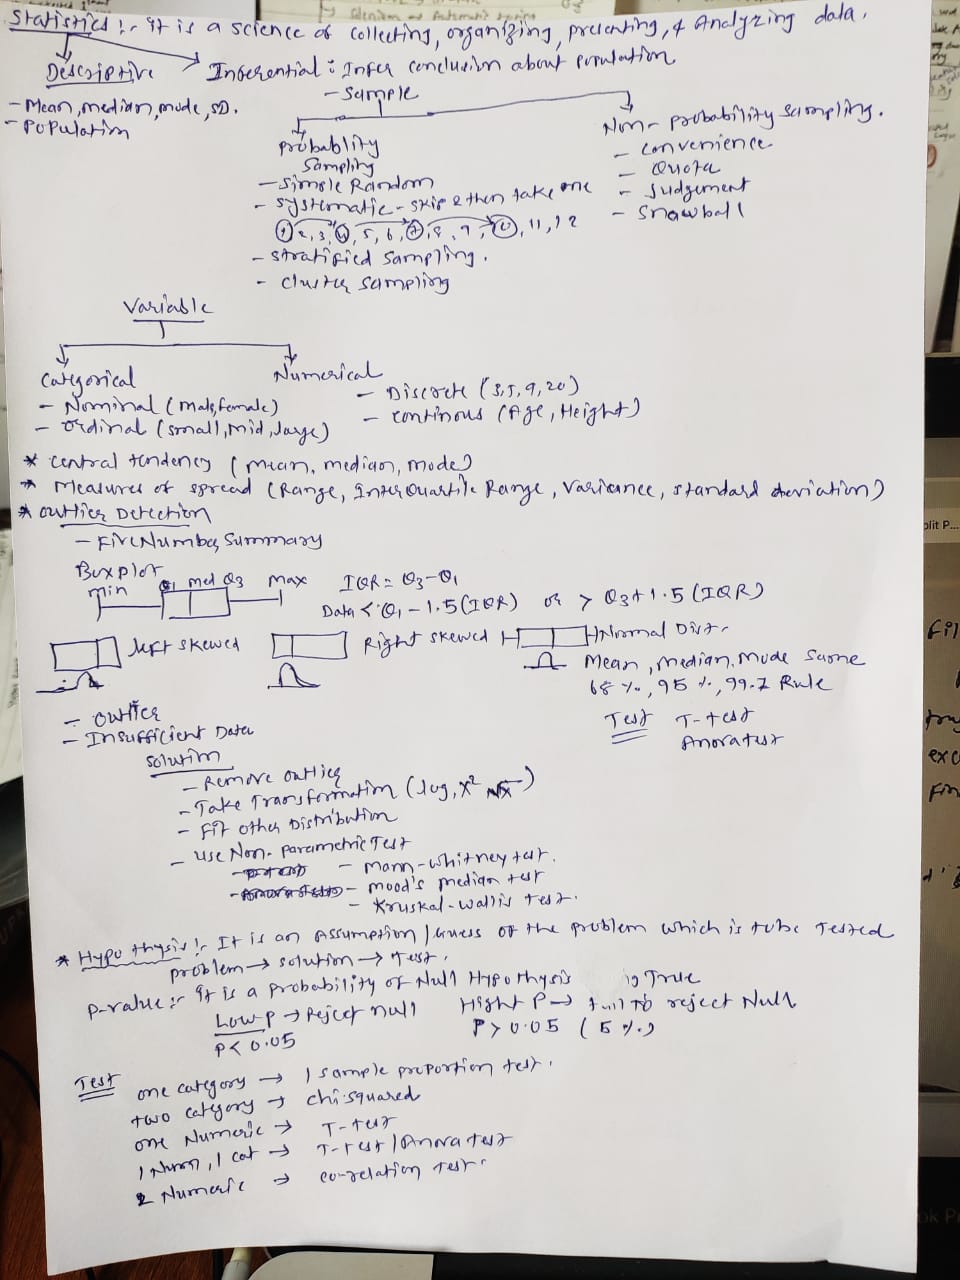 Statistics :- It is a science of collecting, organizing, presenting, & Analyzing data.
Descriptive
Inferential : Infer conclusion about population
- Mean, median, mode, SD.
- Population
- Sample
Probablity Sampling
- Simple Random
- Systematic - skip 2 then take one
1, 2, 3, 4, 5, 6, 7, 8, 9, 10, 11, 12
- Stratified Sampling.
- Cluster Sampling
Non-probability Sampling.
- Convenience
- Quota
- Judgement
- Snowball
Variable
Categorical
- Nominal (Male, female)
- Ordinal (small, Mid, large)
Numerical
- Discrete (3, 5, 9, 20)
- Continous (Age, Height)
* Central tendency (mean, median, Mode)
* Measures of spread (Range, InterQuartile Range, Variance, Standard deviation)
* Outlier Detection
- Five Number Summary
Boxplot
min Q1 med Q3 max
IQR = Q3-Q1
Data < Q1 - 1.5(IQR) or > Q3+1.5(IQR)
left skewed
Right skewed
Normal Distr
Mean, Median, Mode Same
68%, 95%, 99.7 Rule
Test T-test
Anova test
- Outlier
- Insufficient Data
Solution
- Remove outlier
- Take Transformation (log, x² √x)
- Fit other Distribution
- Use Non-parametric Test
- Mann-Whitney test.
- mood's median test
- Kruskal-Wallis Test.
* Hypothysis :- It is an Assumption / Guess of the problem which is to be Tested
problem → solution → Test.
P-value :- It is a probability of Null Hypothysis True
Low P → Reject null
P < 0.05
Hight P → fail to reject Null
P > 0.05 (5%)
Test
one category → 1 sample proportion test.
two category → chi-squared
one Numeric → T-test
1 Num, 1 cat → T-test / Anova test
2 Numeric → co-relation Test.
plit P...